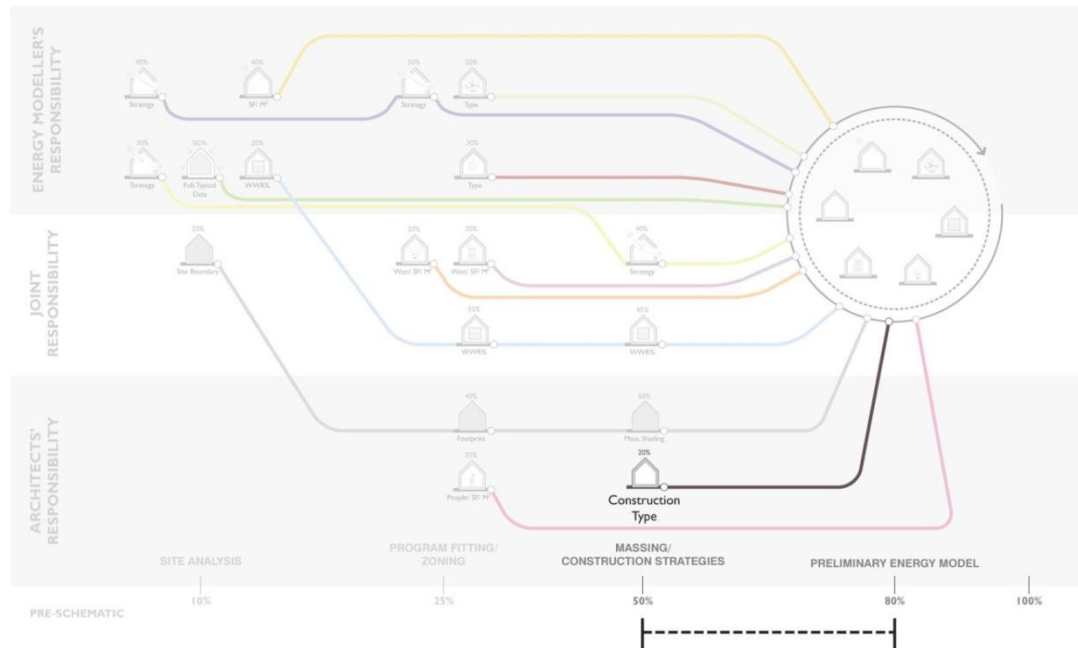 ENERGY MODELLER'S
RESPONSIBILITY
40%
Strategy
40%
SF/ M²
50%
Strategy
20%
Type
30%
Strategy
80%
Full, Typical
Data
20%
WWR%
30%
Type
JOINT
RESPONSIBILITY
20%
Site Boundary
20%
Watt/ SF/ M²
20%
Watt/ SF/ M²
40%
Strategy
35%
WWR%
45%
WWR%
ARCHITECTS'
RESPONSIBILITY
40%
Footprint
50%
Mass, Shading
30%
People/ SF/ M²
20%
Construction
Type
SITE ANALYSIS
PROGRAM FITTING/
ZONING
MASSING/
CONSTRUCTION STRATEGIES
PRELIMINARY ENERGY MODEL
PRE-SCHEMATIC
10%
25%
50%
80%
100%